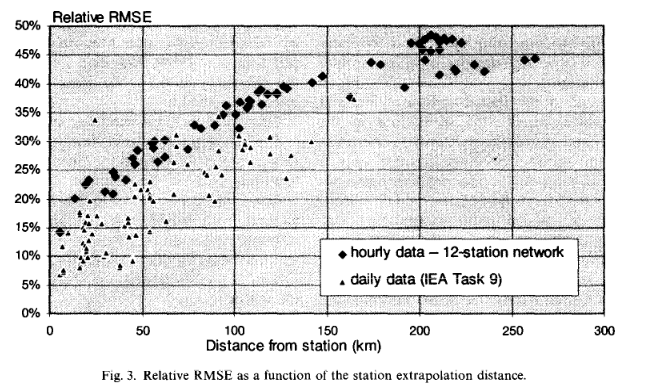 Relative RMSE
50%
45%
40%
35%
30%
25%
20%
15%
10%
5%
0%
0 50 100 150 200 250 300
hourly data – 12-station network
daily data (IEA Task 9)
Distance from station (km)
Fig. 3. Relative RMSE as a function of the station extrapolation distance.